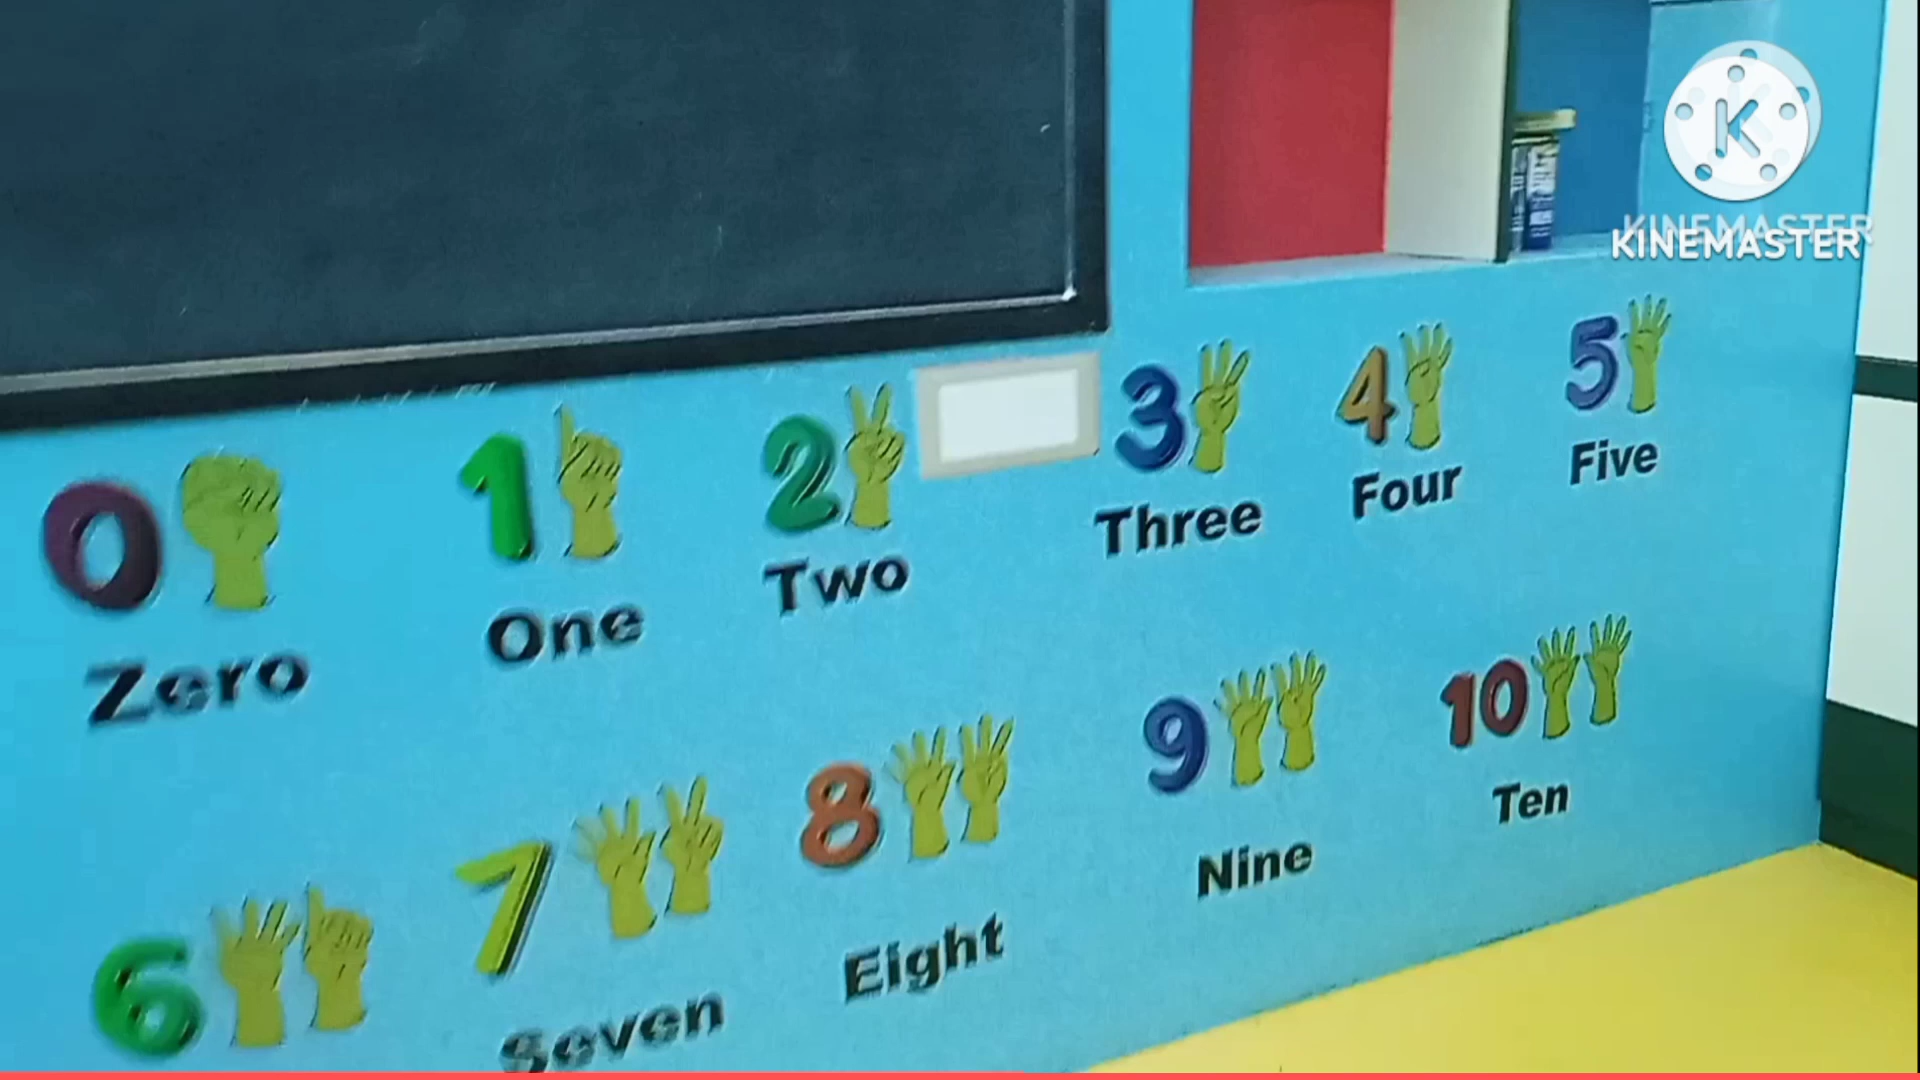 K
KINEMASTER
0 1 2 3 4 5
Zero One Two Three Four Five
6 7 8 9 10
Seven Eight Nine Ten